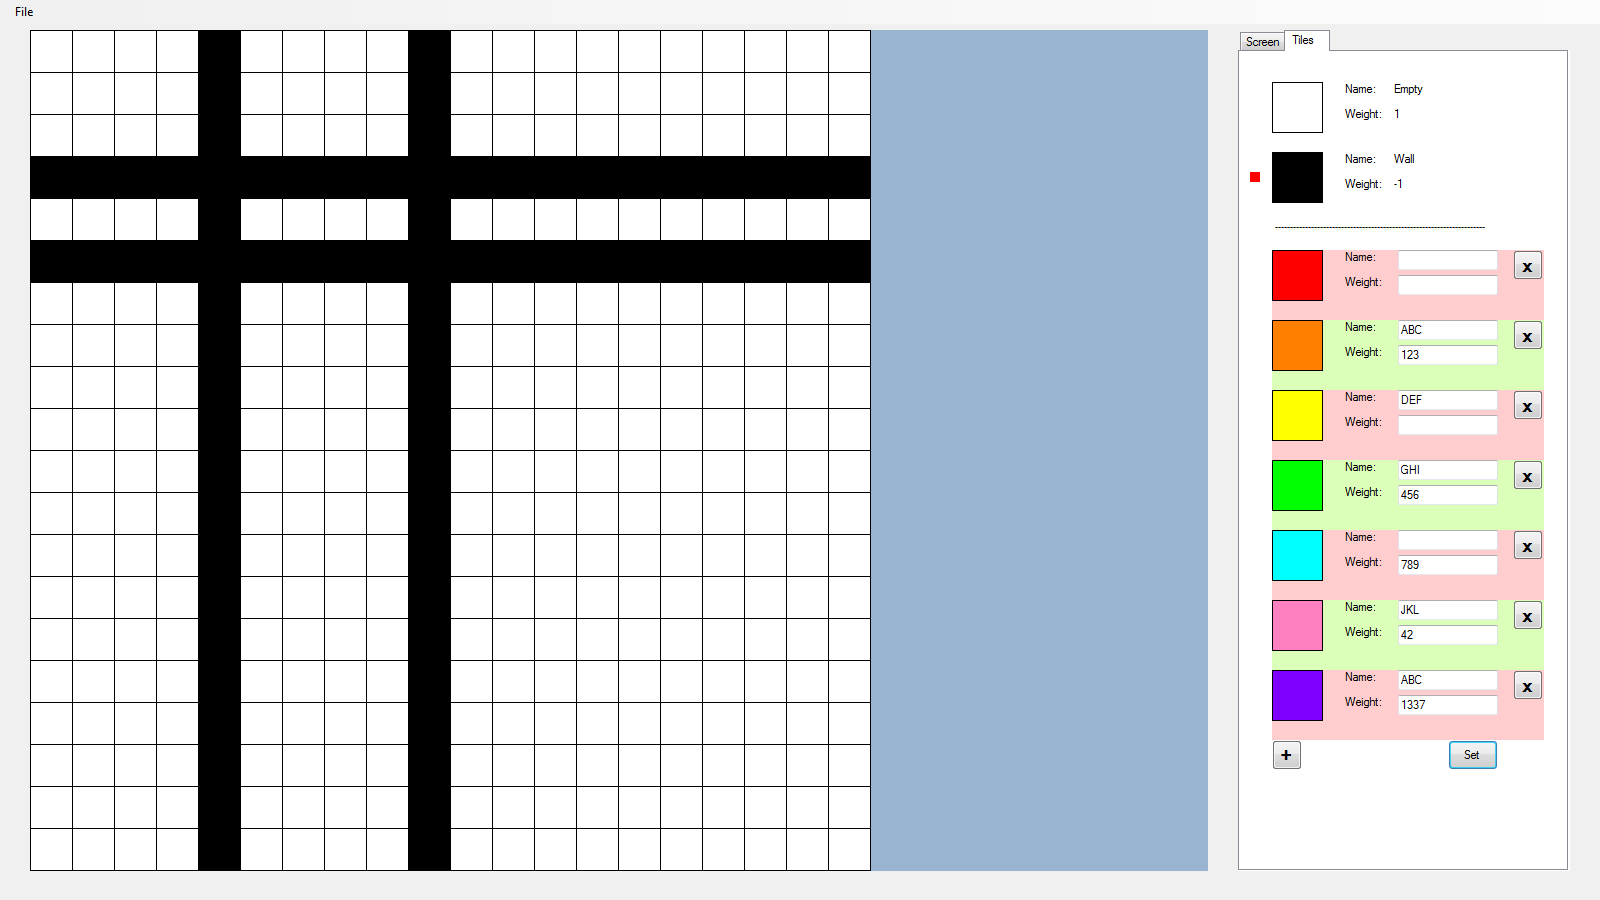 File
Screen Tiles
Name: Empty
Weight: 1
Name: Wall
Weight: -1
----------------------------------------------------------------------
Name:
x
Weight:
Name: ABC
x
Weight: 123
Name: DEF
x
Weight:
Name: GHI
x
Weight: 456
Name:
x
Weight: 789
Name: JKL
x
Weight: 42
Name: ABC
x
Weight: 1337
+ Set